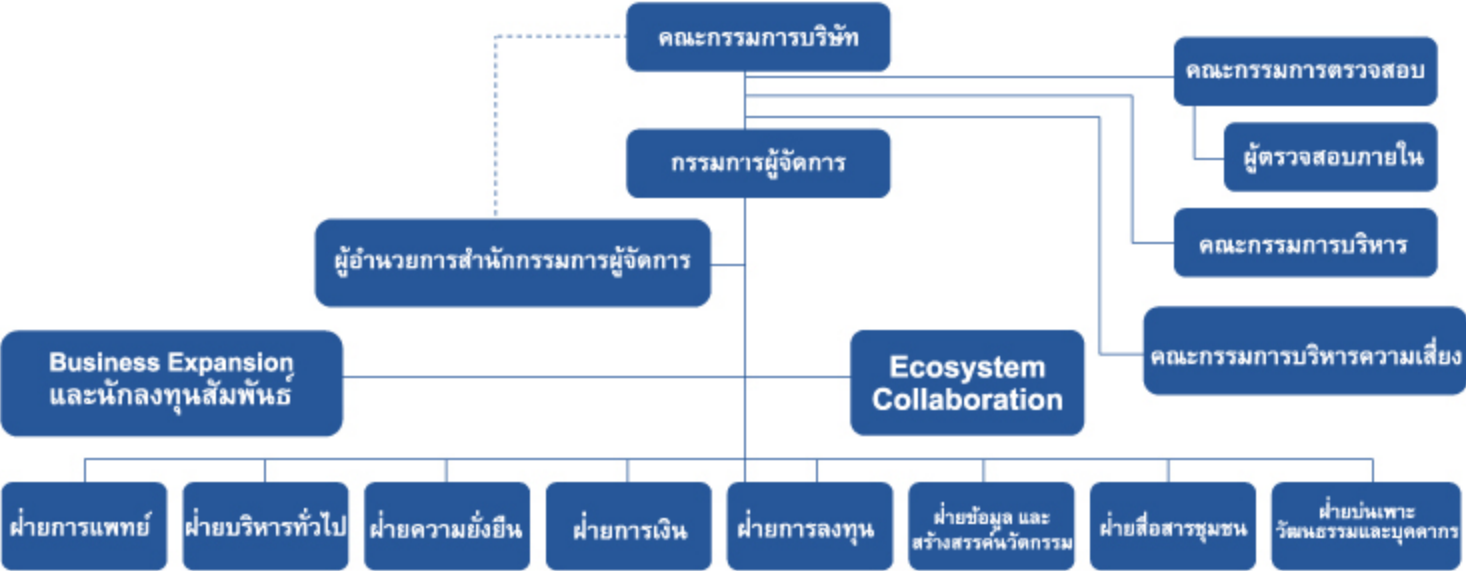 คณะกรรมการบริษัท
คณะกรรมการตรวจสอบ
กรรมการผู้จัดการ
ผู้ตรวจสอบภายใน
คณะกรรมการบริหาร
ผู้อำนวยการสำนักกรรมการผู้จัดการ
คณะกรรมการบริหารความเสี่ยง
Business Expansion
และนักลงทุนสัมพันธ์
Ecosystem
Collaboration
ฝ่ายการแพทย์
ฝ่ายบริหารทั่วไป
ฝ่ายความยั่งยืน
ฝ่ายการเงิน
ฝ่ายการลงทุน
ฝ่ายข้อมูล และ
สร้างสรรค์นวัตกรรม
ฝ่ายสื่อสารชุมชน
ฝ่ายบ่มเพาะ
วัฒนธรรมและบุคคากร